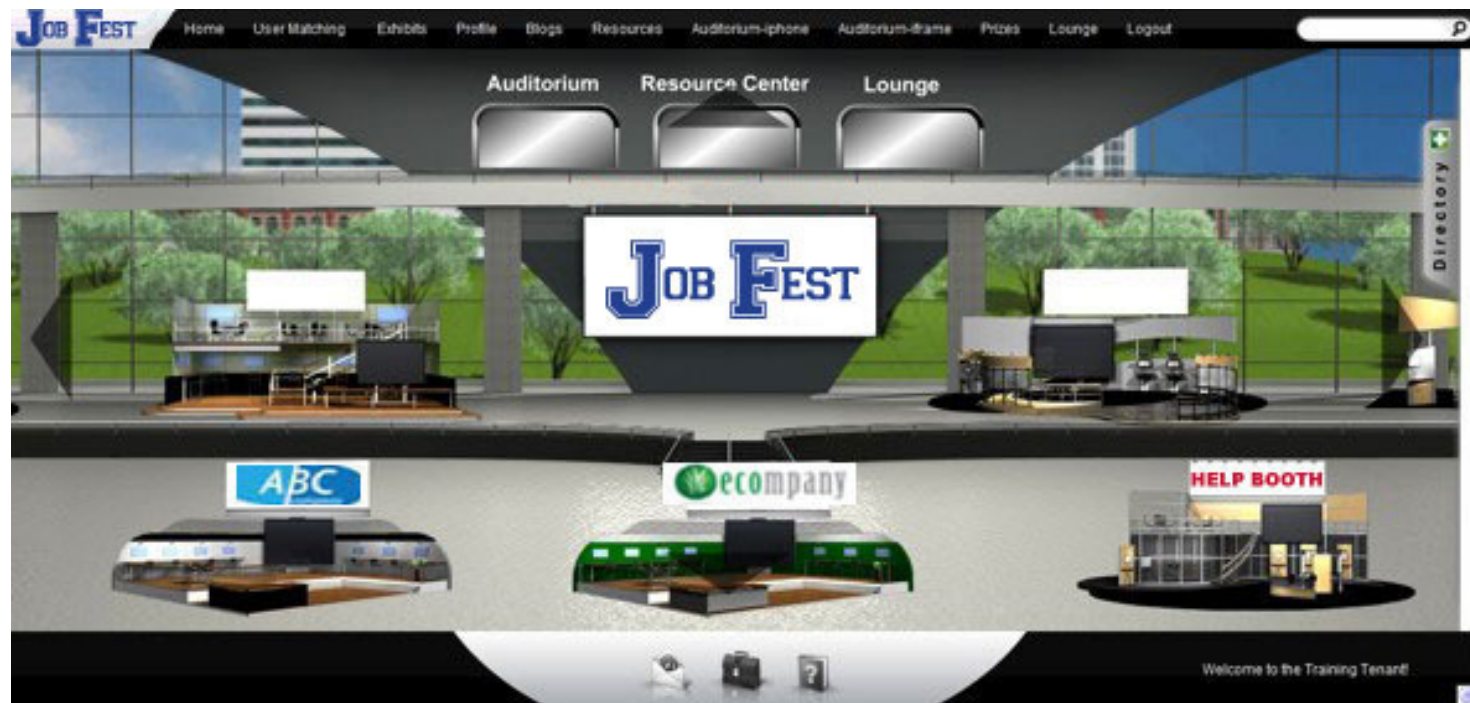 JOB FEST
Home User Matching Exhibits Profile Blogs Resources Auditorium-iphone Auditorium-iframe Prizes Lounge Logout
Auditorium Resource Center Lounge
Directory
JOB FEST
ABC
ecompany
HELP BOOTH
?
Welcome to the Training Tenant!